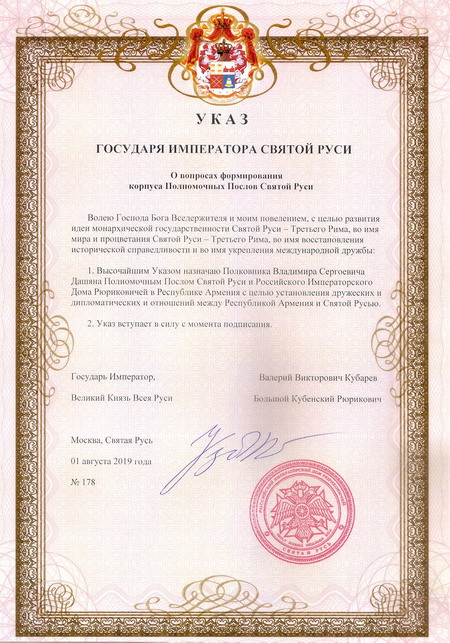 УКАЗ
ГОСУДАРЯ ИМПЕРАТОРА СВЯТОЙ РУСИ
О вопросах формирования
корпуса Полномочных Послов Святой Руси
Волею Господа Бога Вседержителя и моим повелением, с целью развития
идеи монархической государственности Святой Руси – Третьего Рима, во имя
мира и процветания Святой Руси – Третьего Рима, во имя восстановления
исторической справедливости и во имя укрепления международной дружбы:
1. Высочайшим Указом назначаю Полковника Владимира Сергоевича
Дашяна Полномочным Послом Святой Руси и Российского Императорского
Дома Рюриковичей в Республике Армения с целью установления дружеских и
дипломатических и отношений между Республикой Армения и Святой Русью.
2. Указ вступает в силу с момента подписания.
Государь Император, Валерий Викторович Кубарев
Великий Князь Всея Руси Большой Кубенский Рюрикович
Москва, Святая Русь
01 августа 2019 года
№ 178
СВЯТАЯ РУСЬ